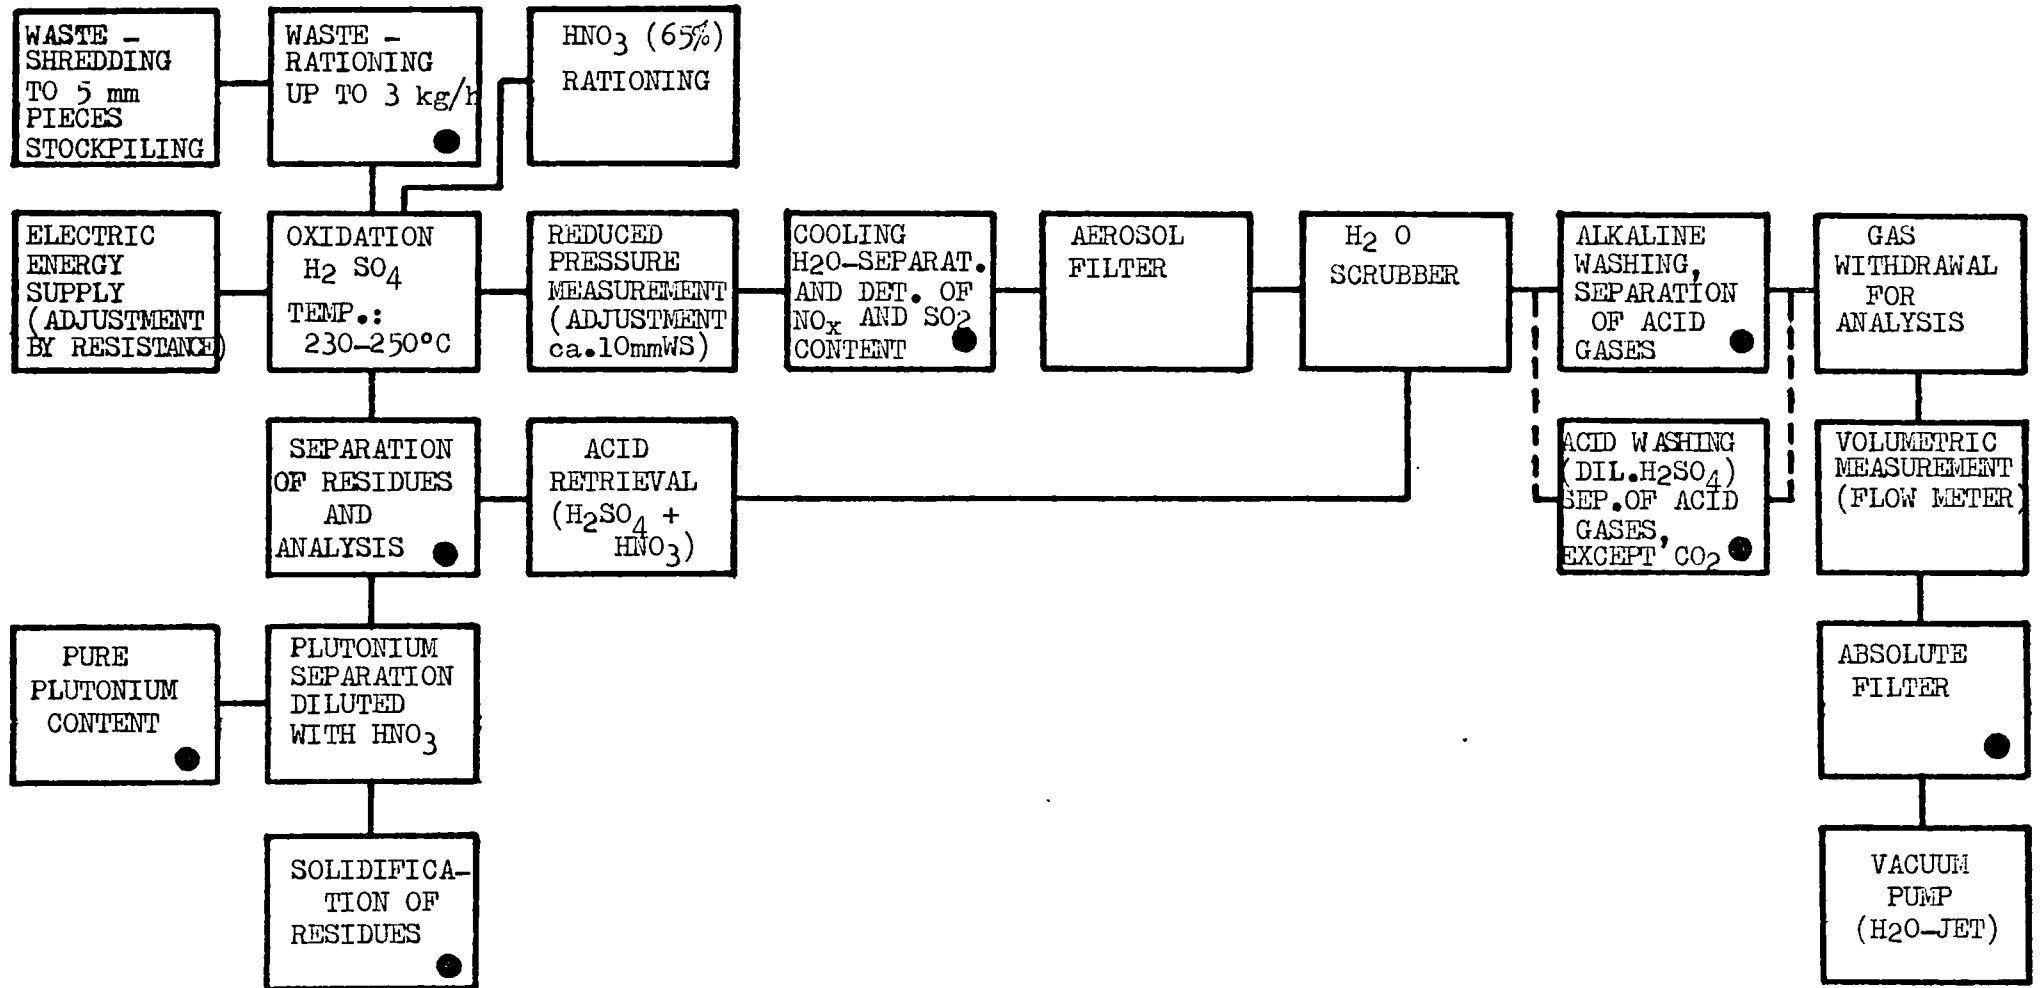 WASTE -
SHREDDING
TO 5 mm
PIECES
STOCKPILING
WASTE -
RATIONING
UP TO 3 kg/h
HNO3 (65%)
RATIONING
ELECTRIC
ENERGY
SUPPLY
(ADJUSTMENT
BY RESISTANCE)
OXIDATION
H2 SO4
TEMP.:
230-250°C
REDUCED
PRESSURE
MEASUREMENT
(ADJUSTMENT
ca.10mmWS)
COOLING
H2O-SEPARAT.
AND DET. OF
NOx AND SO2
CONTENT
AEROSOL
FILTER
H2 O
SCRUBBER
ALKALINE
WASHING,
SEPARATION
OF ACID
GASES
GAS
WITHDRAWAL
FOR
ANALYSIS
SEPARATION
OF RESIDUES
AND
ANALYSIS
ACID
RETRIEVAL
(H2SO4 +
HNO3)
ACID WASHING
(DIL.H2SO4)
SEP.OF ACID
GASES,
EXCEPT CO2
VOLUMETRIC
MEASUREMENT
(FLOW METER)
PURE
PLUTONIUM
CONTENT
PLUTONIUM
SEPARATION
DILUTED
WITH HNO3
ABSOLUTE
FILTER
SOLIDIFICA-
TION OF
RESIDUES
VACUUM
PUMP
(H2O-JET)